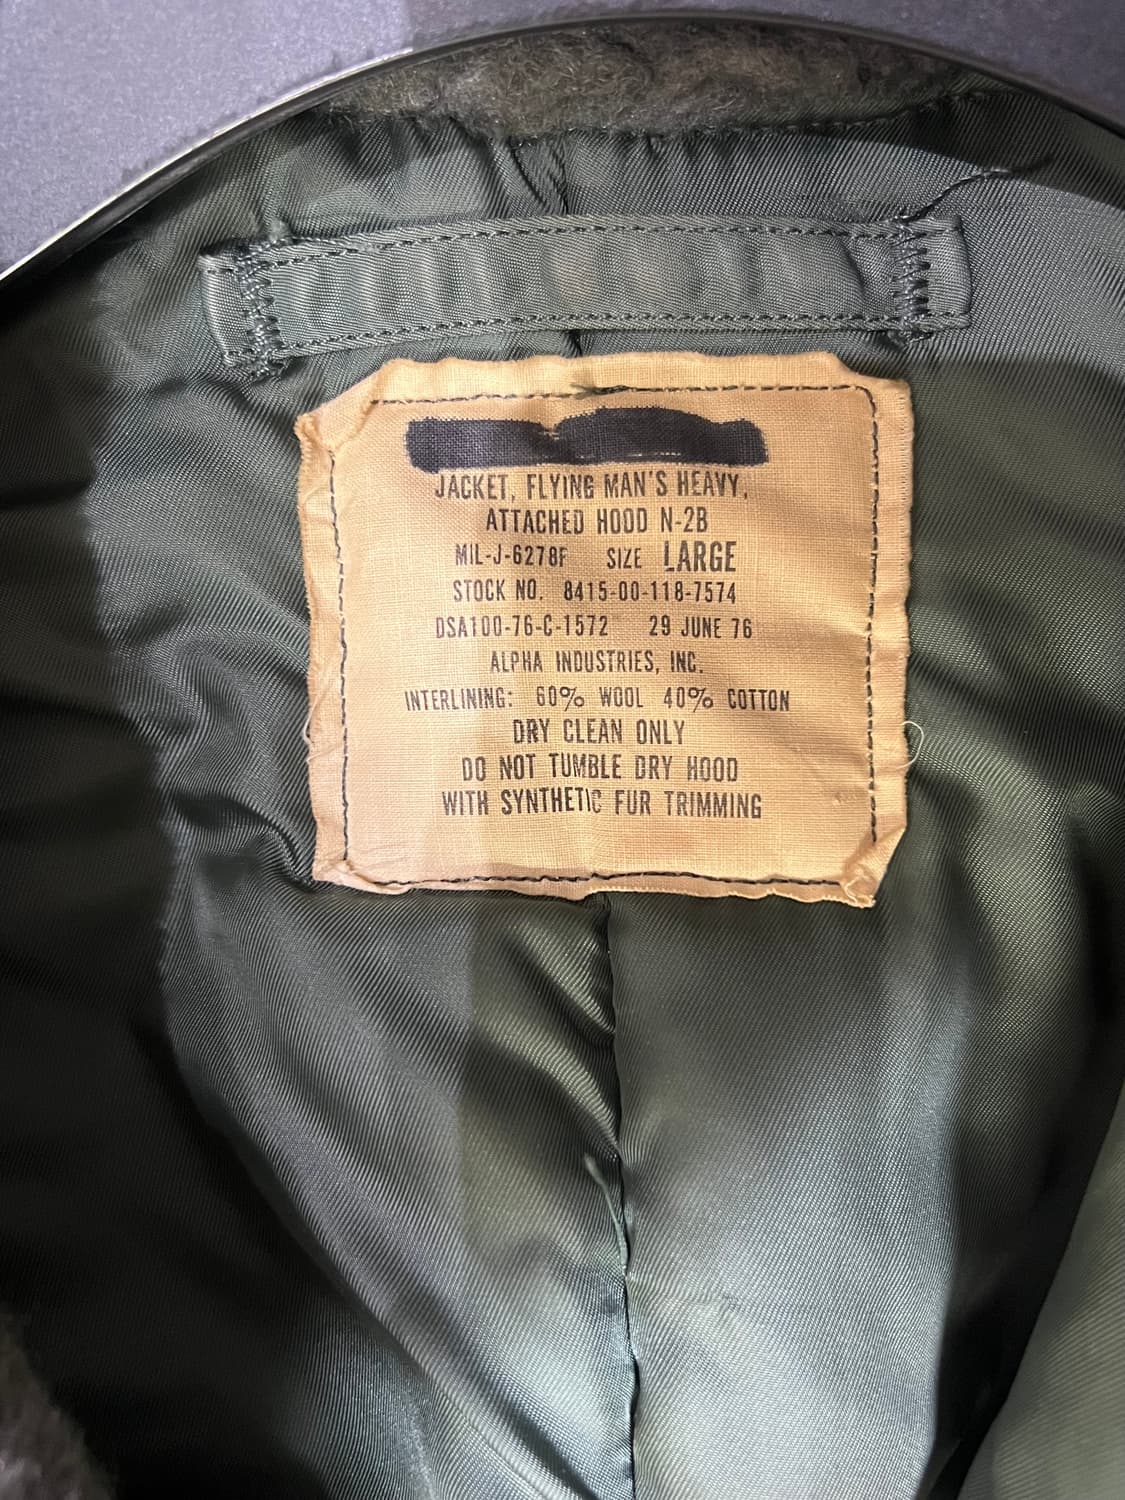 JACKET, FLYING MAN'S HEAVY,
ATTACHED HOOD N-2B
MIL-J-6278F SIZE LARGE
STOCK NO. 8415-00-118-7574
DSA100-76-C-1572 29 JUNE 76
ALPHA INDUSTRIES, INC.
INTERLINING: 60% WOOL 40% COTTON
DRY CLEAN ONLY
DO NOT TUMBLE DRY HOOD
WITH SYNTHETIC FUR TRIMMING